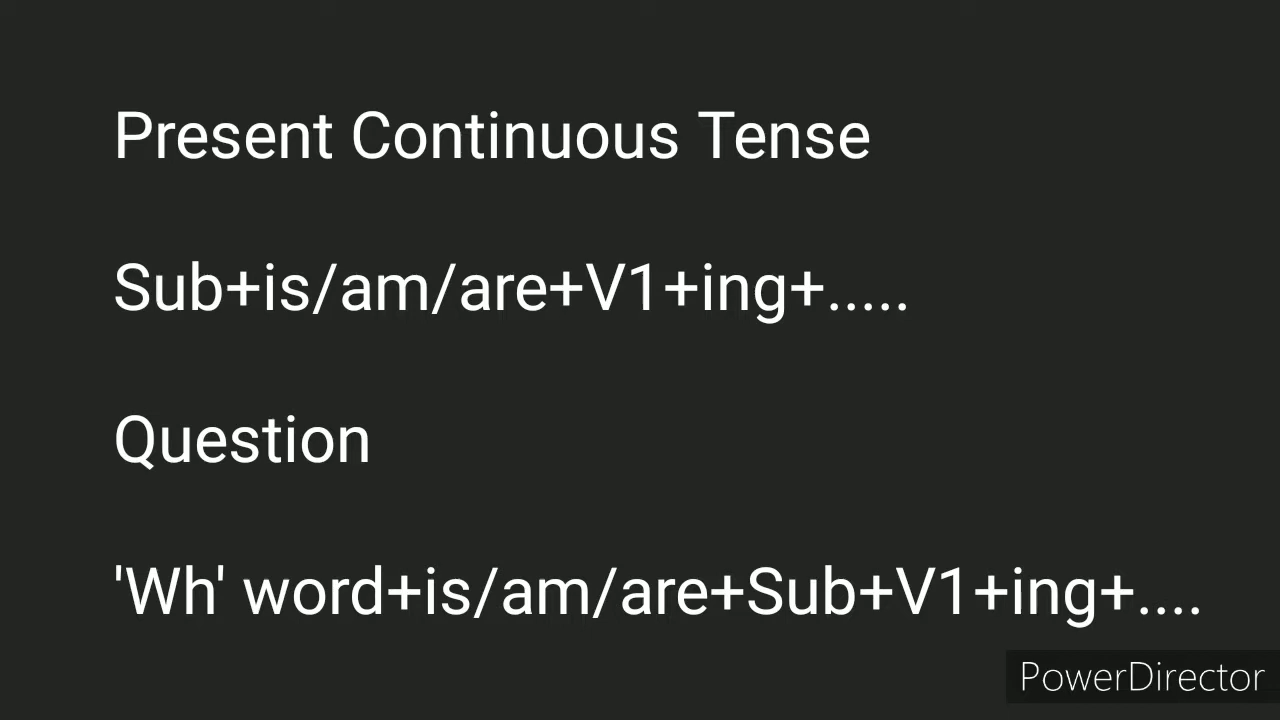 Present Continuous Tense
Sub+is/am/are+V1+ing+.....
Question
'Wh' word+is/am/are+Sub+V1+ing+....
PowerDirector